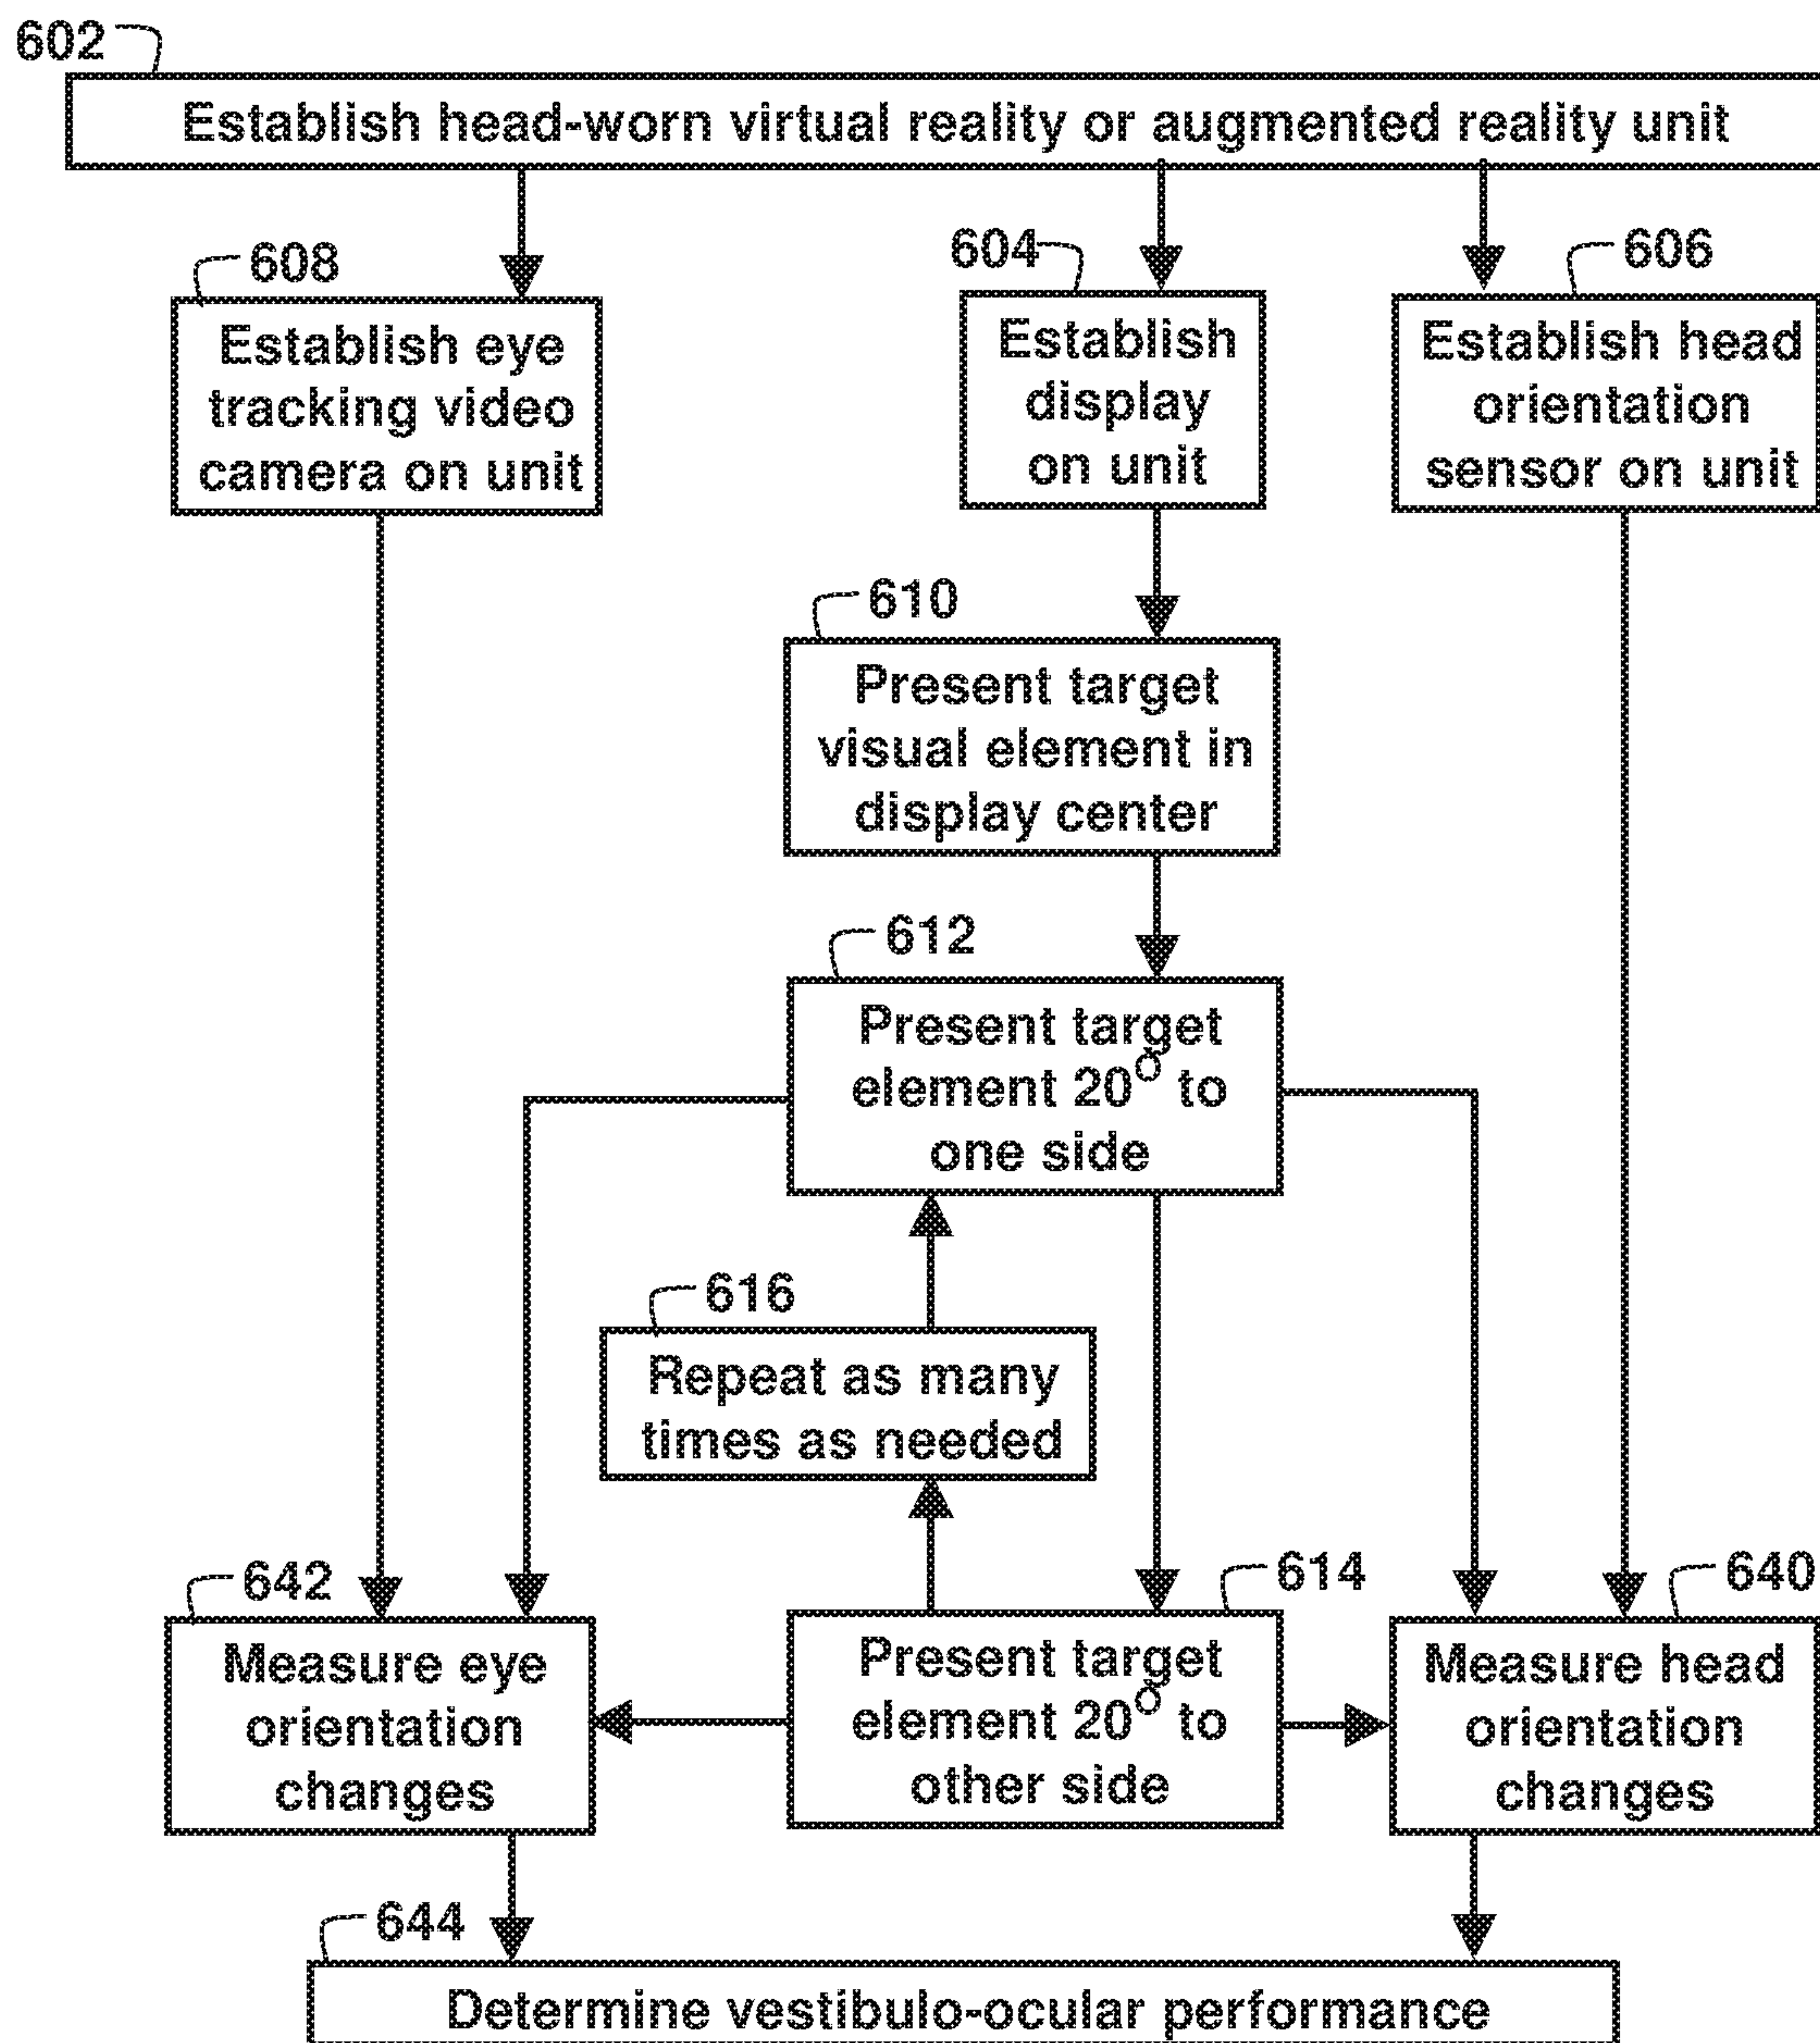 602
Establish head-worn virtual reality or augmented reality unit
608
Establish eye
tracking video
camera on unit
604
Establish
display
on unit
606
Establish head
orientation
sensor on unit
610
Present target
visual element in
display center
612
Present target
element 20° to
one side
616
Repeat as many
times as needed
642
Measure eye
orientation
changes
614
Present target
element 20° to
other side
640
Measure head
orientation
changes
644
Determine vestibulo-ocular performance